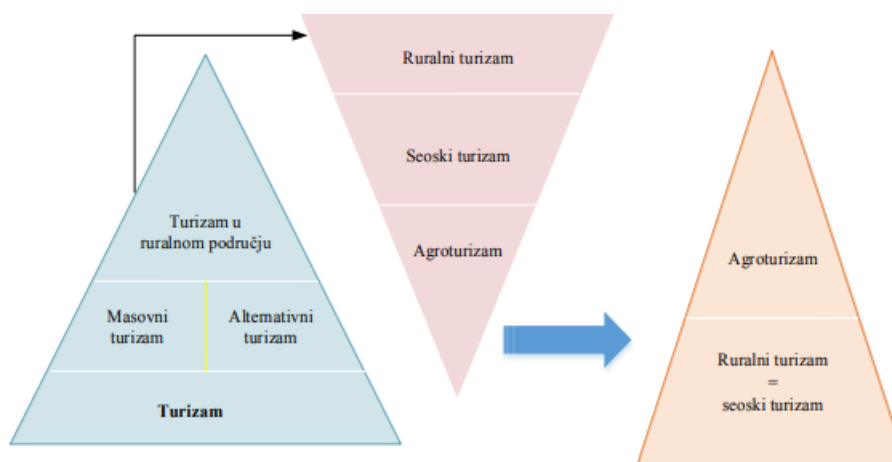 Turizam u
ruralnom području
Masovni
turizam
Alternativni
turizam
Turizam
Ruralni turizam
Seoski turizam
Agroturizam
Agroturizam
Ruralni turizam
=
seoski turizam